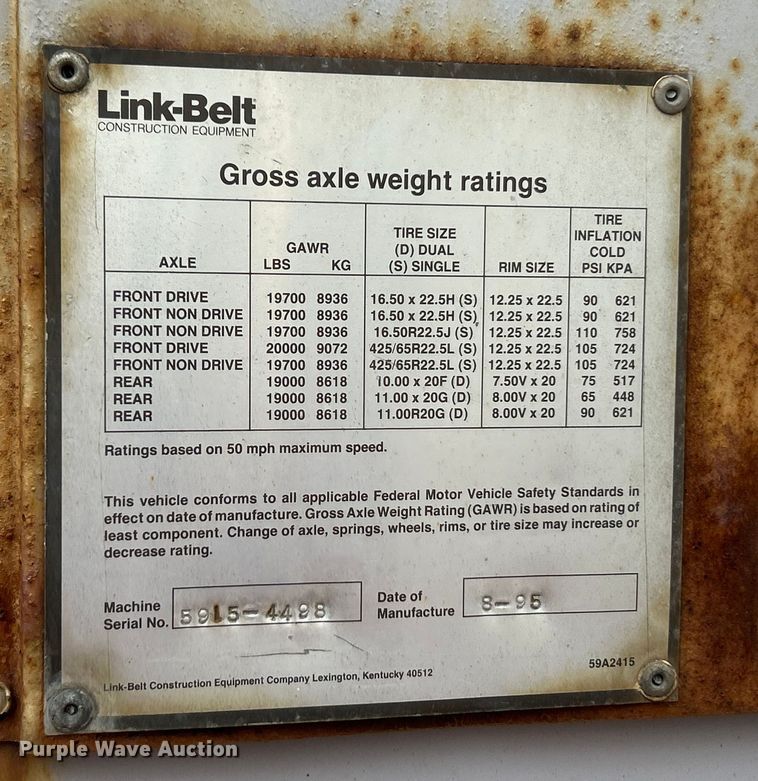 Link-Belt
CONSTRUCTION EQUIPMENT
Gross axle weight ratings
AXLE GAWR LBS KG TIRE SIZE (D) DUAL (S) SINGLE RIM SIZE TIRE INFLATION COLD PSI KPA
FRONT DRIVE 19700 8936 16.50 x 22.5H (S) 12.25 x 22.5 90 621
FRONT NON DRIVE 19700 8936 16.50 x 22.5H (S) 12.25 x 22.5 90 621
FRONT NON DRIVE 19700 8936 16.50R22.5J (S) 12.25 x 22.5 110 758
FRONT DRIVE 20000 9072 425/65R22.5L (S) 12.25 x 22.5 105 724
FRONT NON DRIVE 19700 8936 425/65R22.5L (S) 12.25 x 22.5 105 724
REAR 19000 8618 10.00 x 20F (D) 7.50V x 20 75 517
REAR 19000 8618 11.00 x 20G (D) 8.00V x 20 65 448
REAR 19000 8618 11.00R20G (D) 8.00V x 20 90 621
Ratings based on 50 mph maximum speed.
This vehicle conforms to all applicable Federal Motor Vehicle Safety Standards in
effect on date of manufacture. Gross Axle Weight Rating (GAWR) is based on rating of
least component. Change of axle, springs, wheels, rims, or tire size may increase or
decrease rating.
Machine Serial No. 5915-4498
Date of Manufacture 8-95
59A2415
Link-Belt Construction Equipment Company Lexington, Kentucky 40512
Purple Wave Auction